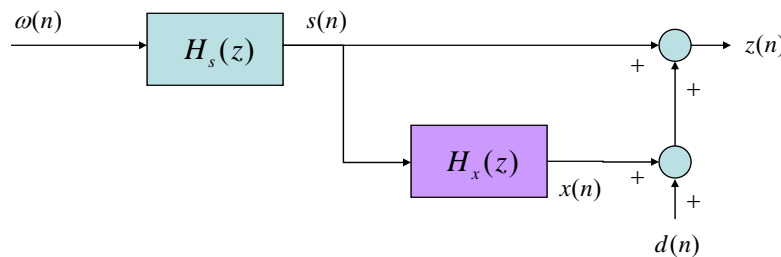 ω(n)
H_s(z)
s(n)
+
z(n)
+
H_x(z)
x(n)
+
+
d(n)